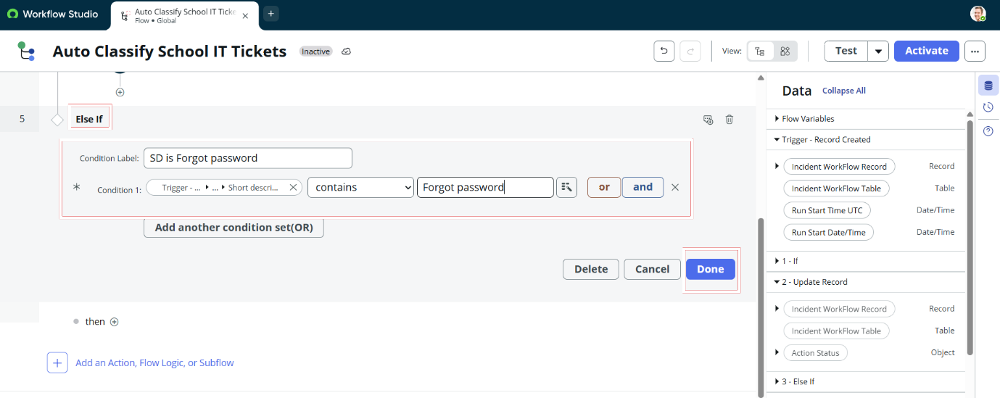 Workflow Studio
Auto Classify School IT Ticke
Flow • Global
Auto Classify School IT Tickets
Inactive
View:
Test
Activate
5
Else If
Condition Label:
SD is Forgot password
* Condition 1:
Trigger - ... ... Short descri...
contains
Forgot password
or
and
Add another condition set(OR)
Delete
Cancel
Done
then
Add an Action, Flow Logic, or Subflow
Data
Collapse All
Flow Variables
Trigger - Record Created
Incident WorkFlow Record Record
Incident WorkFlow Table Table
Run Start Time UTC Date/Time
Run Start Date/Time Date/Time
1 - If
2 - Update Record
Incident WorkFlow Record Record
Incident WorkFlow Table Table
Action Status Object
3 - Else If